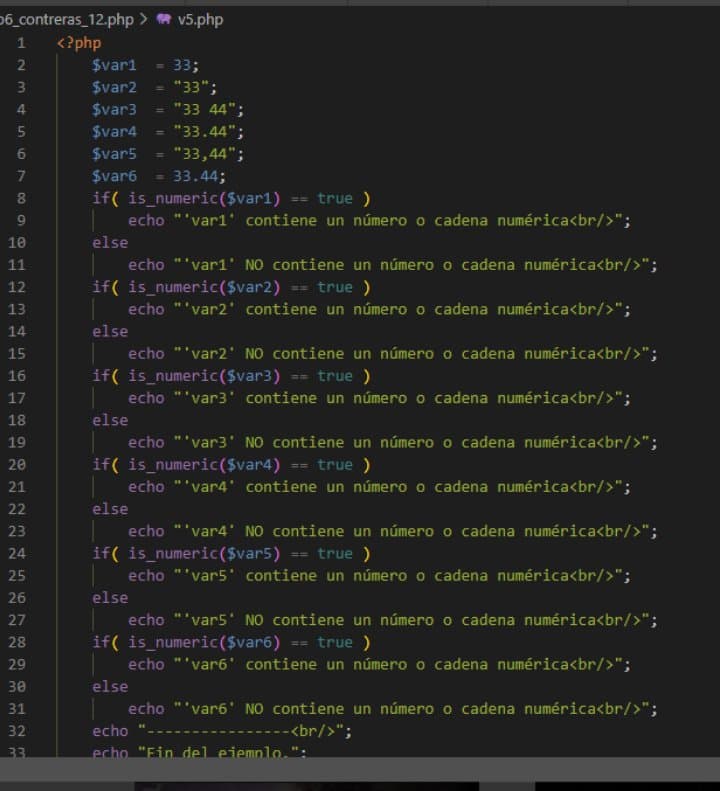 p6_contreras_12.php > v5.php
1 <?php
2 $var1 = 33;
3 $var2 = "33";
4 $var3 = "33 44";
5 $var4 = "33.44";
6 $var5 = "33,44";
7 $var6 = 33.44;
8 if( is_numeric($var1) == true )
9 echo "'var1' contiene un número o cadena numérica<br/>";
10 else
11 echo "'var1' NO contiene un número o cadena numérica<br/>";
12 if( is_numeric($var2) == true )
13 echo "'var2' contiene un número o cadena numérica<br/>";
14 else
15 echo "'var2' NO contiene un número o cadena numérica<br/>";
16 if( is_numeric($var3) == true )
17 echo "'var3' contiene un número o cadena numérica<br/>";
18 else
19 echo "'var3' NO contiene un número o cadena numérica<br/>";
20 if( is_numeric($var4) == true )
21 echo "'var4' contiene un número o cadena numérica<br/>";
22 else
23 echo "'var4' NO contiene un número o cadena numérica<br/>";
24 if( is_numeric($var5) == true )
25 echo "'var5' contiene un número o cadena numérica<br/>";
26 else
27 echo "'var5' NO contiene un número o cadena numérica<br/>";
28 if( is_numeric($var6) == true )
29 echo "'var6' contiene un número o cadena numérica<br/>";
30 else
31 echo "'var6' NO contiene un número o cadena numérica<br/>";
32 echo "----------------<br/>";
33 echo "Fin del ejemplo.";